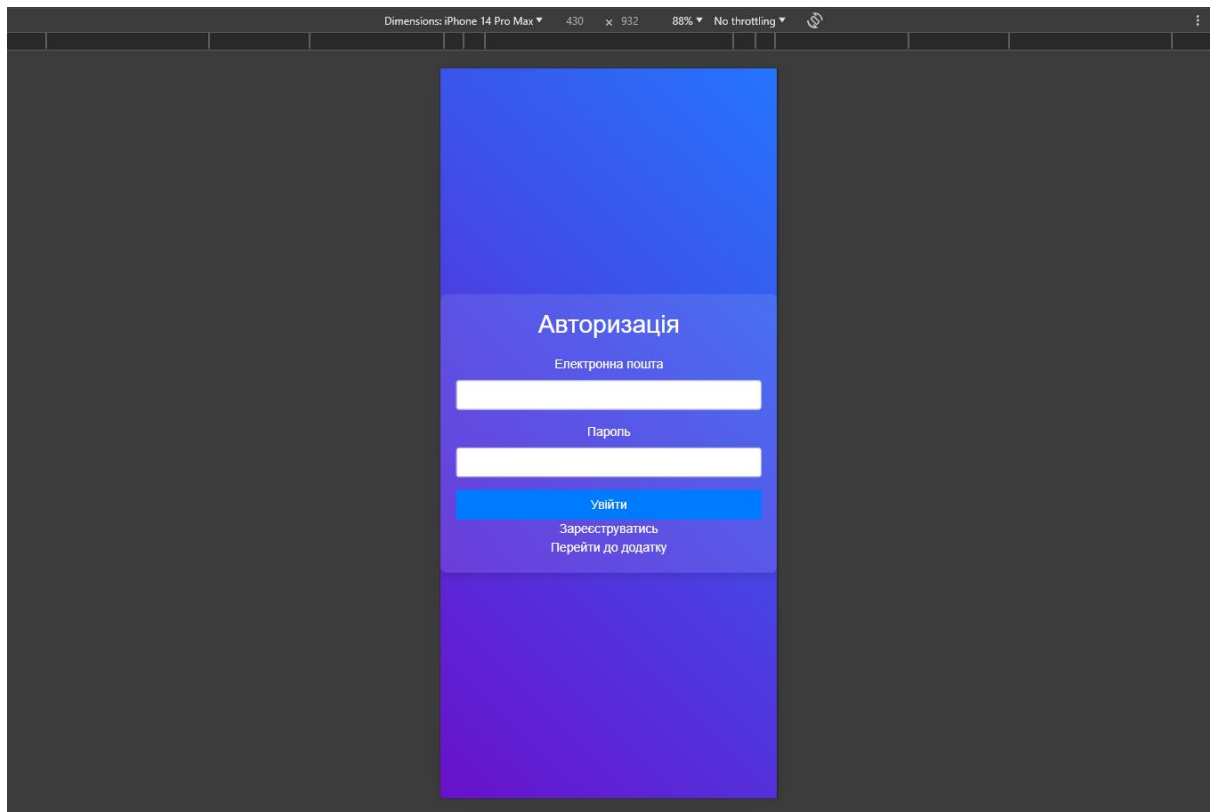 Dimensions: iPhone 14 Pro Max ▼ 430 x 932 88% ▼ No throttling ▼
Авторизація
Електронна пошта
Пароль
Увійти
Зареєструватись
Перейти до додатку